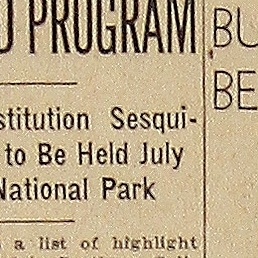 PROGRAM
stitution Sesqui-
to Be Held July
National Park
a list of highlight
BU
BE